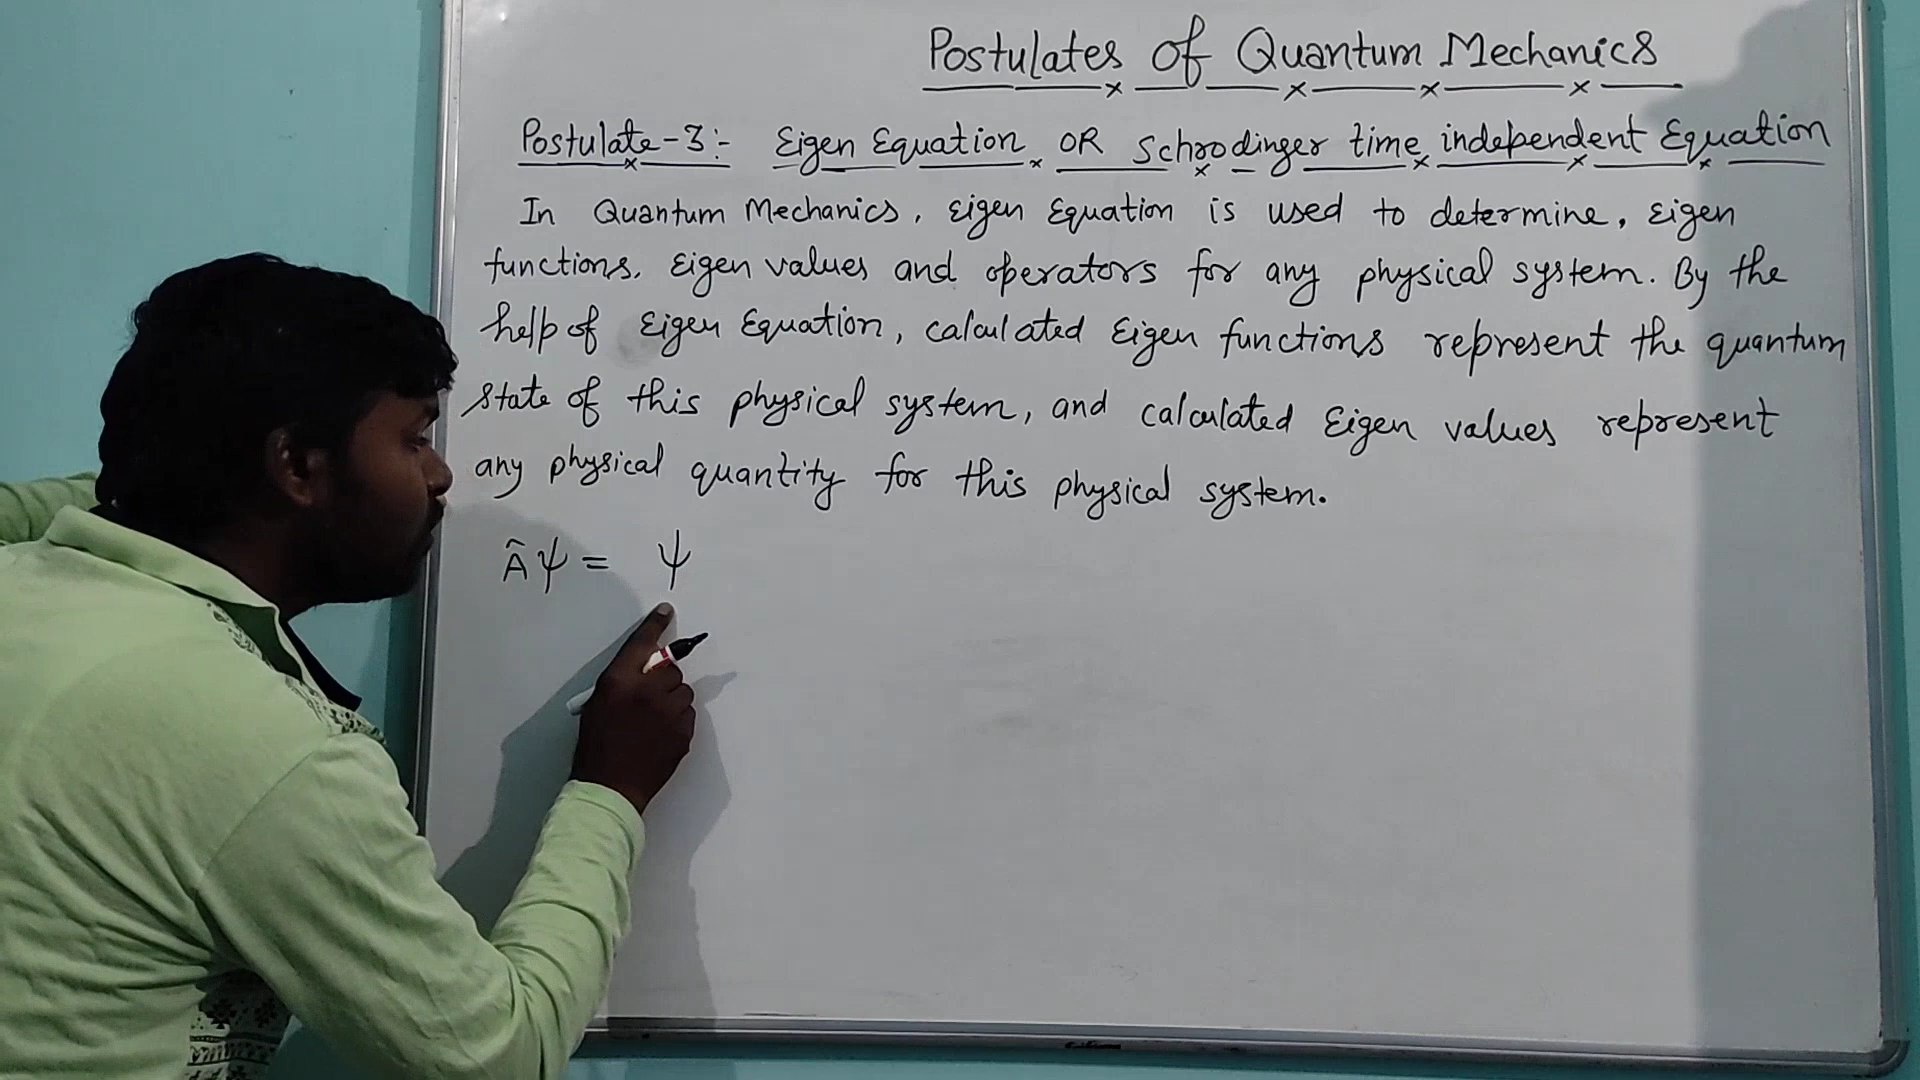 Postulates of Quantum Mechanics
Postulate-3:- Eigen Equation OR Schrodinger time independent Equation
In Quantum Mechanics, Eigen Equation is used to determine, Eigen
functions, Eigen values and operators for any physical system. By the
help of Eigen Equation, calculated Eigen functions represent the quantum
state of this physical system, and calculated Eigen values represent
any physical quantity for this physical system.
Âψ = ψ